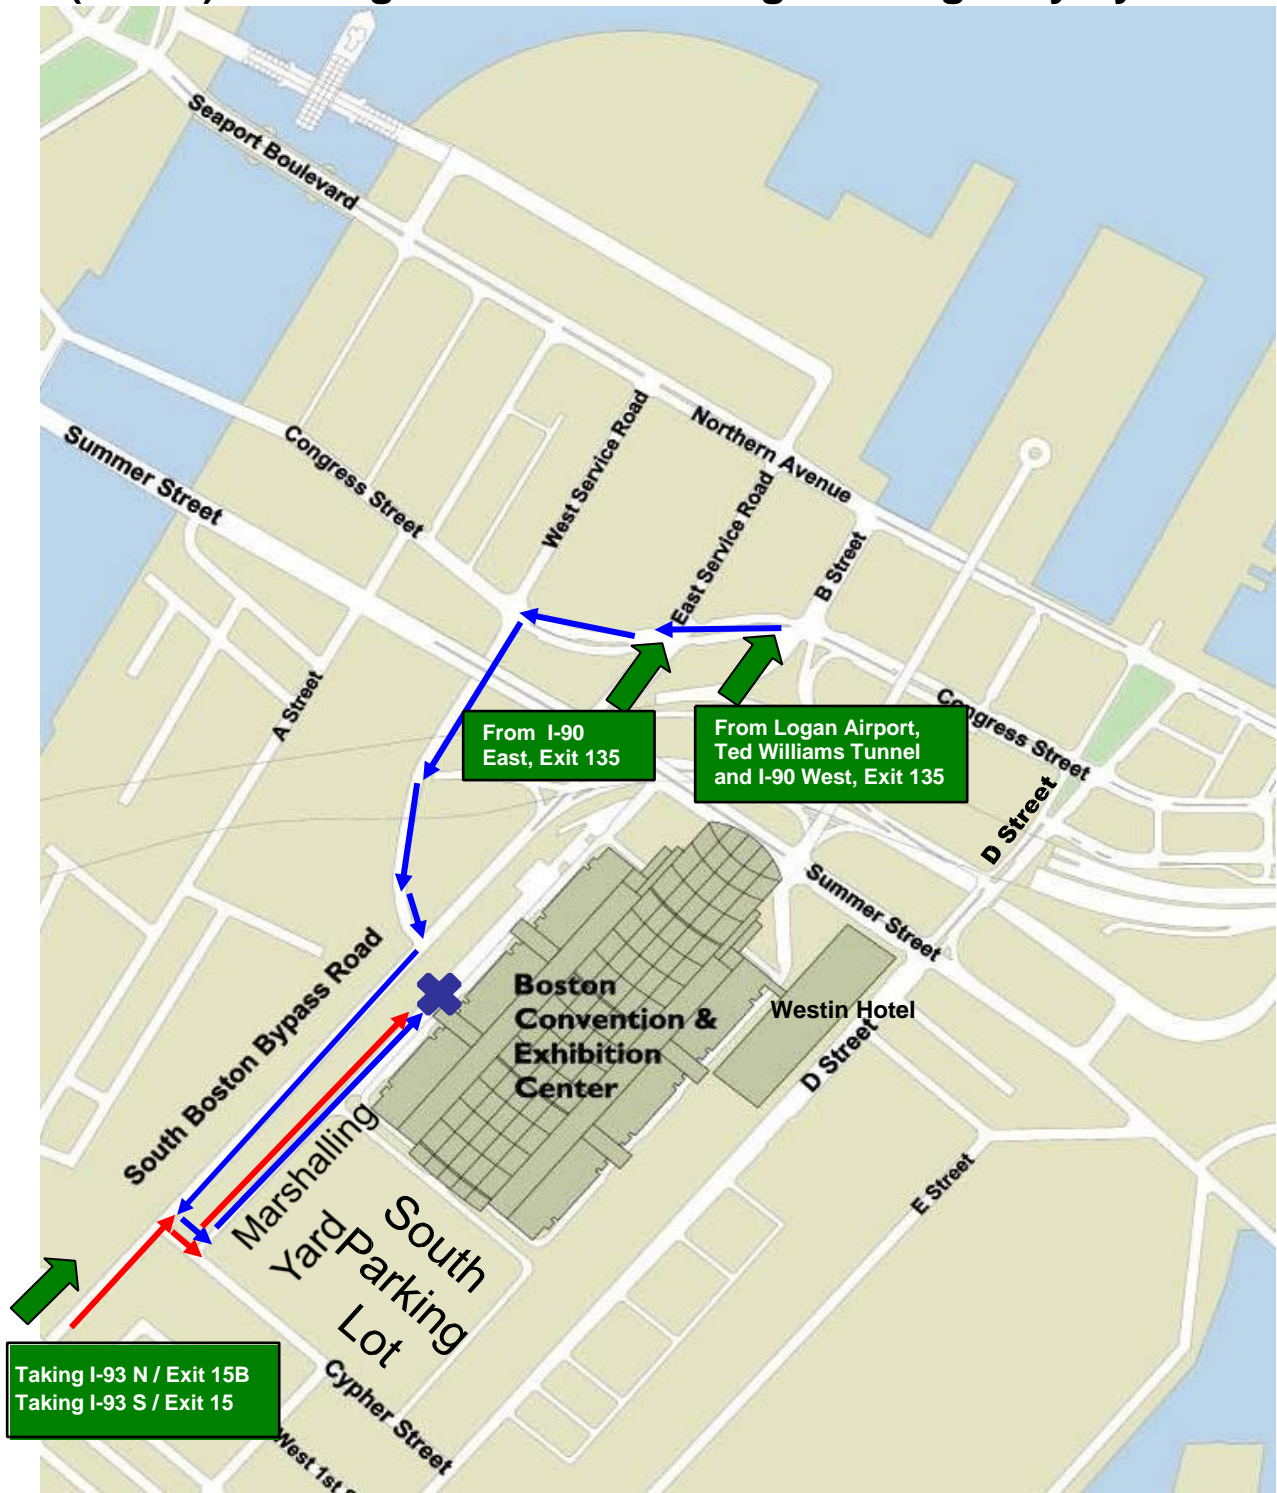 Seaport Boulevard
Summer Street
Congress Street
West Service Road
Northern Avenue
East Service Road
B Street
A Street
From I-90
East, Exit 135
From Logan Airport,
Ted Williams Tunnel
and I-90 West, Exit 135
Congress Street
D Street
Summer Street
South Boston Bypass Road
Boston
Convention &
Exhibition
Center
Westin Hotel
D Street
Marshalling
Yard
South
Parking
Lot
E Street
Taking I-93 N / Exit 15B
Taking I-93 S / Exit 15
Cypher Street
West 1st